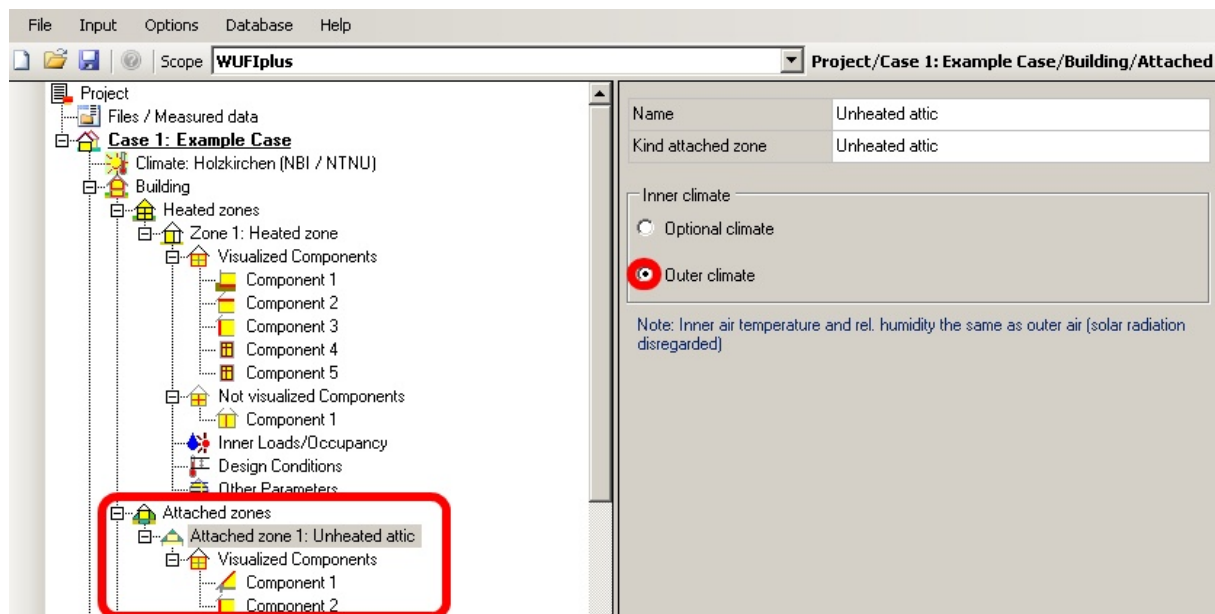 File Input Options Database Help
Scope WUFIplus Project/Case 1: Example Case/Building/Attached
Project
Files / Measured data
Case 1: Example Case
Climate: Holzkirchen (NBI / NTNU)
Building
Heated zones
Zone 1: Heated zone
Visualized Components
Component 1
Component 2
Component 3
Component 4
Component 5
Not visualized Components
Component 1
Inner Loads/Occupancy
Design Conditions
Other Parameters
Attached zones
Attached zone 1: Unheated attic
Visualized Components
Component 1
Component 2
Name Unheated attic
Kind attached zone Unheated attic
Inner climate
Optional climate
Outer climate
Note: Inner air temperature and rel. humidity the same as outer air (solar radiation
disregarded)